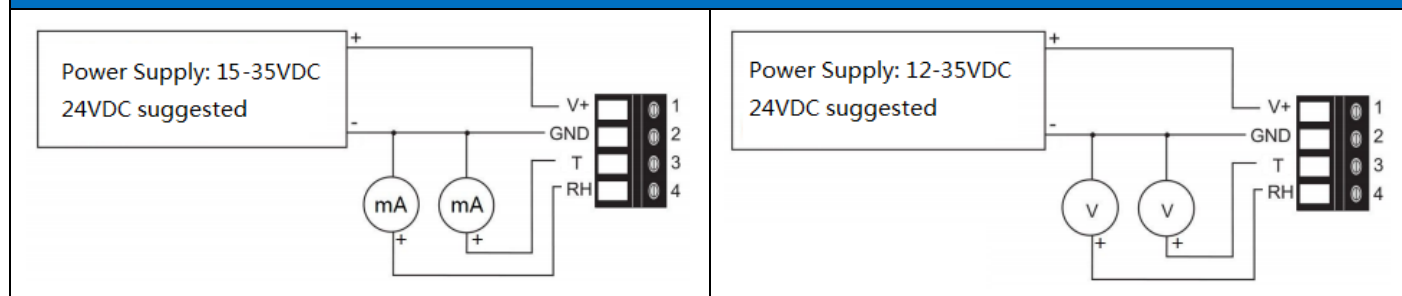 Power Supply: 15-35VDC
24VDC suggested
+
-
V+ 1
GND 2
T 3
RH 4
mA mA
+ +
Power Supply: 12-35VDC
24VDC suggested
+
-
V+ 1
GND 2
T 3
RH 4
V V
+ +